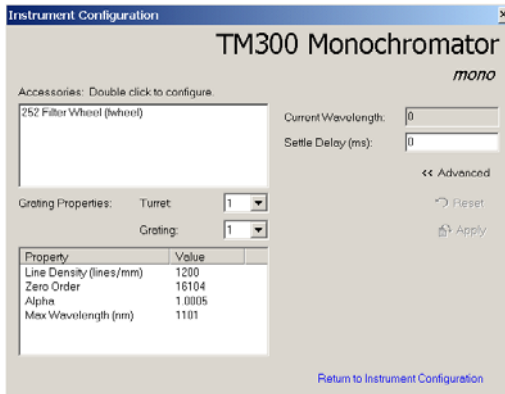 Instrument Configuration
TM300 Monochromator
mono
Accessories: Double click to configure.
252 Filter Wheel (fwheel)
Current Wavelength: 0
Settle Delay (ms): 0
<< Advanced
Grating Properties: Turret: 1
Reset
Grating: 1
Apply
Property Value
Line Density (lines/mm) 1200
Zero Order 16104
Alpha 1.0005
Max Wavelength (nm) 1101
Return to Instrument Configuration